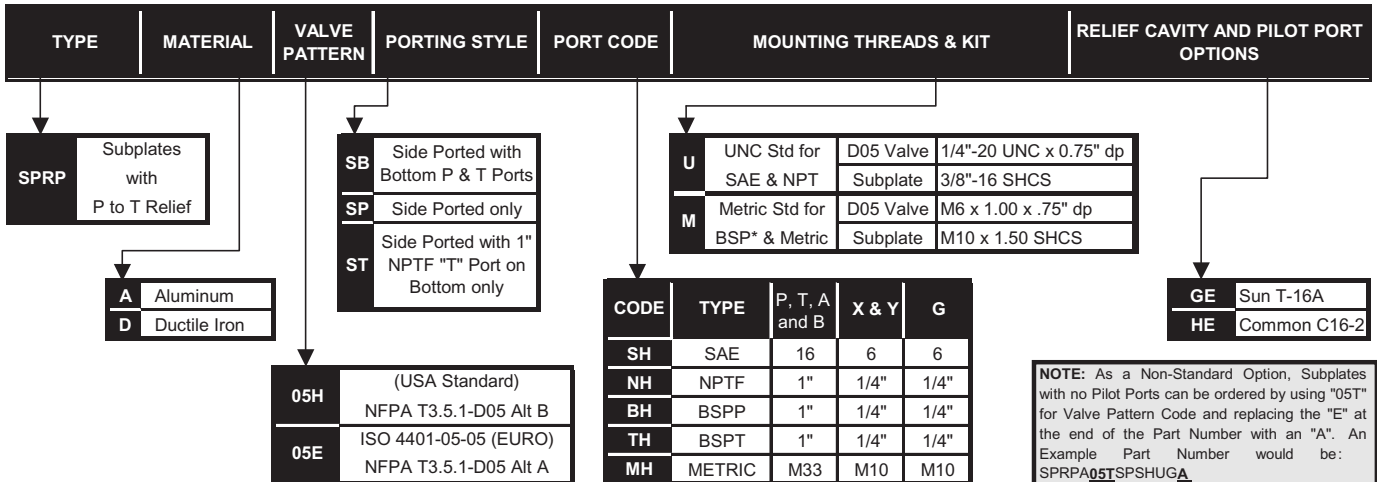 TYPE
MATERIAL
VALVE
PATTERN
PORTING STYLE
PORT CODE
MOUNTING THREADS & KIT
RELIEF CAVITY AND PILOT PORT
OPTIONS
SPRP
Subplates
with
P to T Relief
A Aluminum
D Ductile Iron
05H
(USA Standard)
NFPA T3.5.1-D05 Alt B
05E
ISO 4401-05-05 (EURO)
NFPA T3.5.1-D05 Alt A
SB
Side Ported with
Bottom P & T Ports
SP Side Ported only
ST
Side Ported with 1"
NPTF "T" Port on
Bottom only
CODE TYPE P, T, A and B X & Y G
SH SAE 16 6 6
NH NPTF 1" 1/4" 1/4"
BH BSPP 1" 1/4" 1/4"
TH BSPT 1" 1/4" 1/4"
MH METRIC M33 M10 M10
U
UNC Std for D05 Valve 1/4"-20 UNC x 0.75" dp
SAE & NPT Subplate 3/8"-16 SHCS
M
Metric Std for D05 Valve M6 x 1.00 x .75" dp
BSP* & Metric Subplate M10 x 1.50 SHCS
GE Sun T-16A
HE Common C16-2
NOTE: As a Non-Standard Option, Subplates
with no Pilot Ports can be ordered by using "05T"
for Valve Pattern Code and replacing the "E" at
the end of the Part Number with an "A". An
Example Part Number would be:
SPRPA05TSPSHUGA